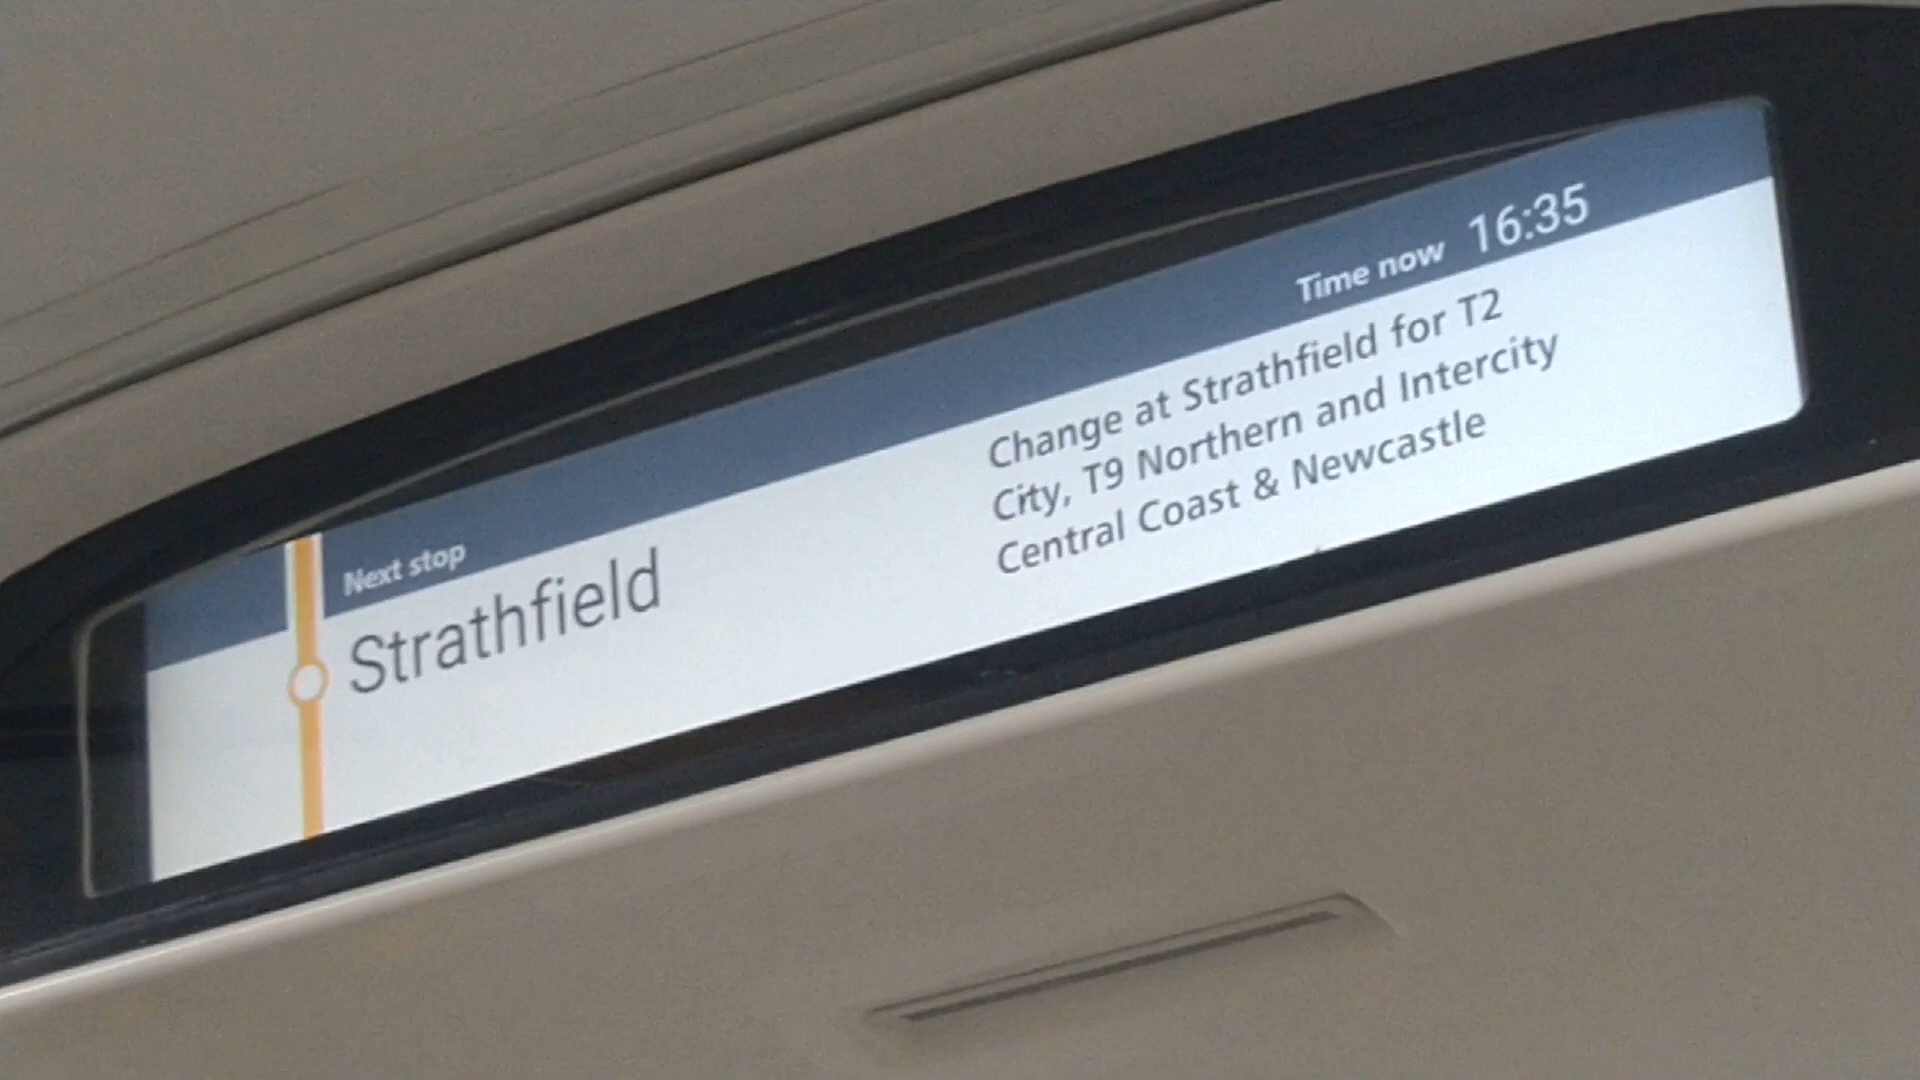 Time now 16:35
Next stop
Strathfield
Change at Strathfield for T2
City, T9 Northern and Intercity
Central Coast & Newcastle